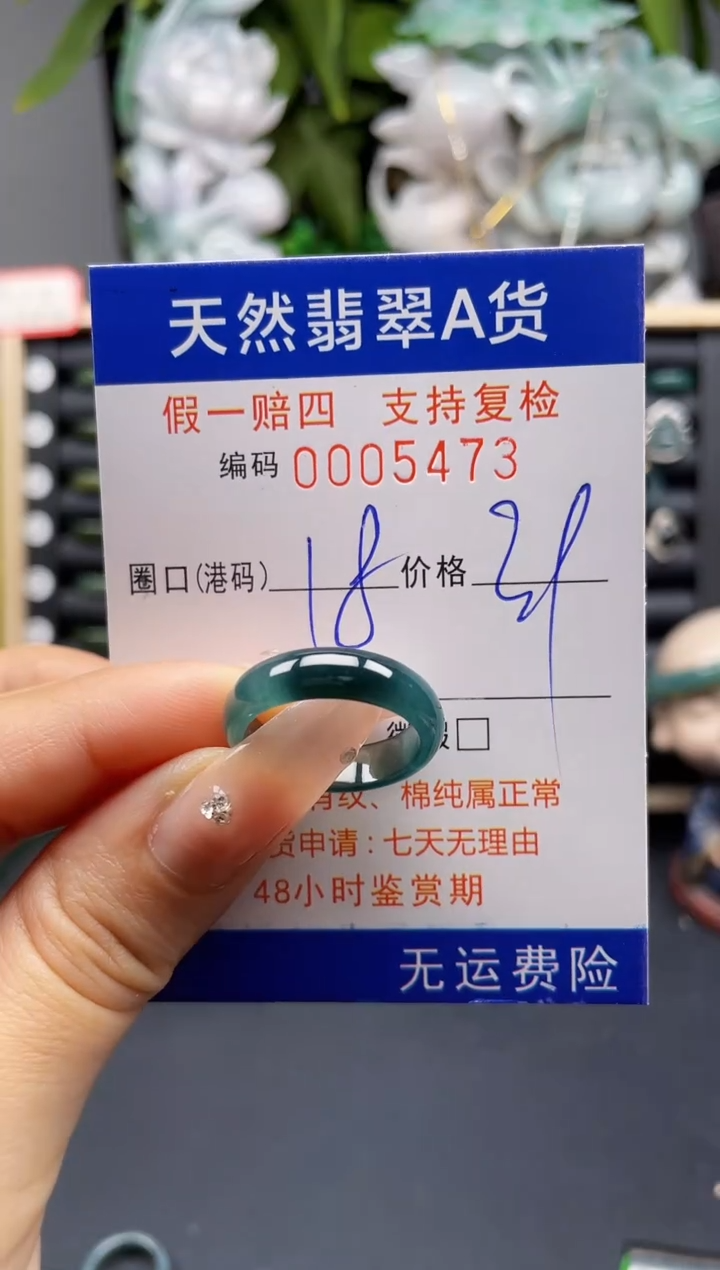 天然翡翠A货
假一赔四 支持复检
编码 0005473
圈口(港码) 18 价格
微 □
纹、棉纯属正常
货申请：七天无理由
48小时鉴赏期
无运费险